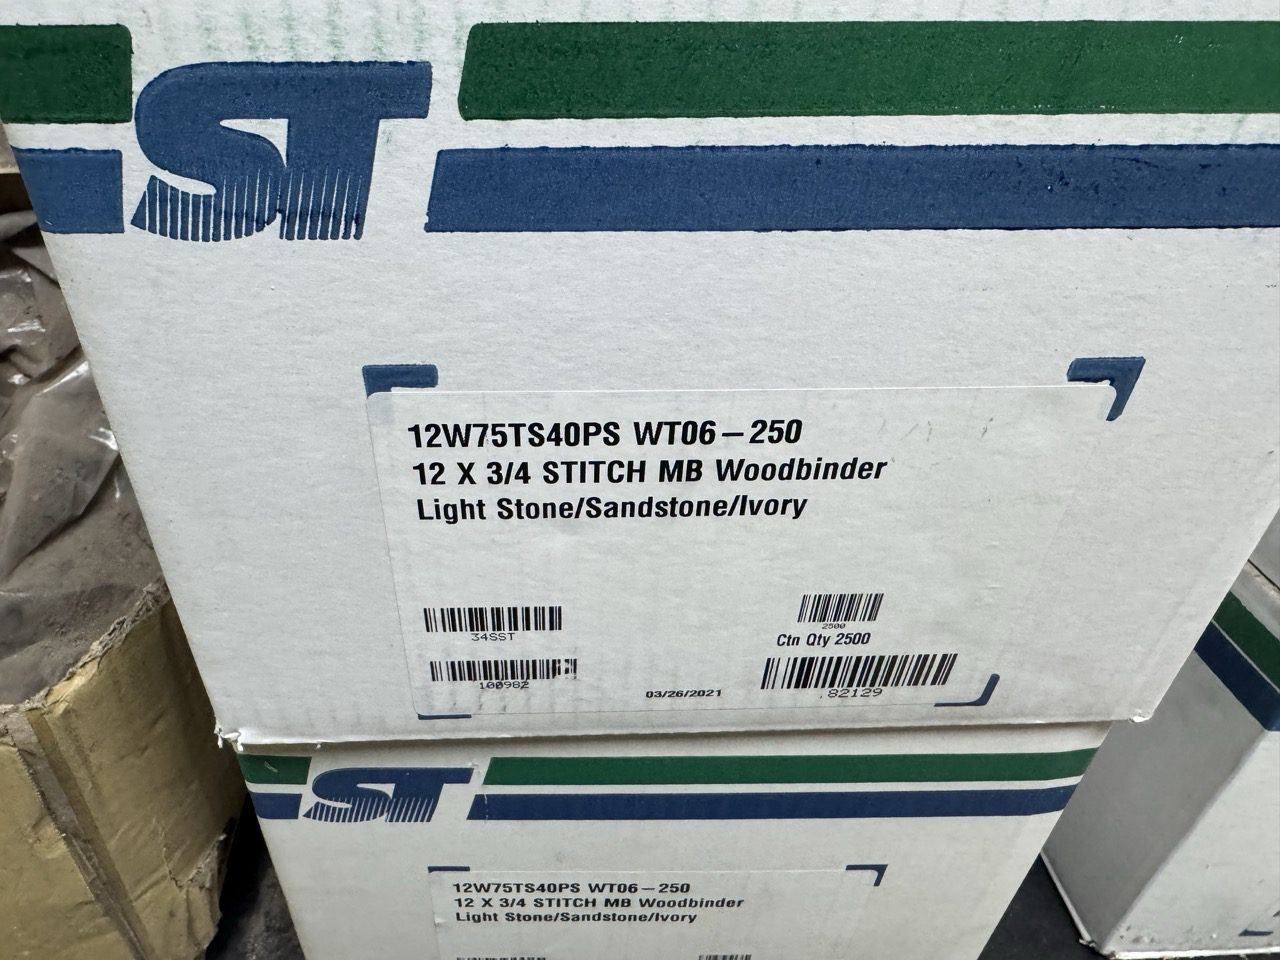 ST
12W75TS40PS WT06–250
12 X 3/4 STITCH MB Woodbinder
Light Stone/Sandstone/Ivory
34SST
2500
Ctn Qty 2500
100982
03/26/2021
82129
ST
12W75TS40PS WT06–250
12 X 3/4 STITCH MB Woodbinder
Light Stone/Sandstone/Ivory